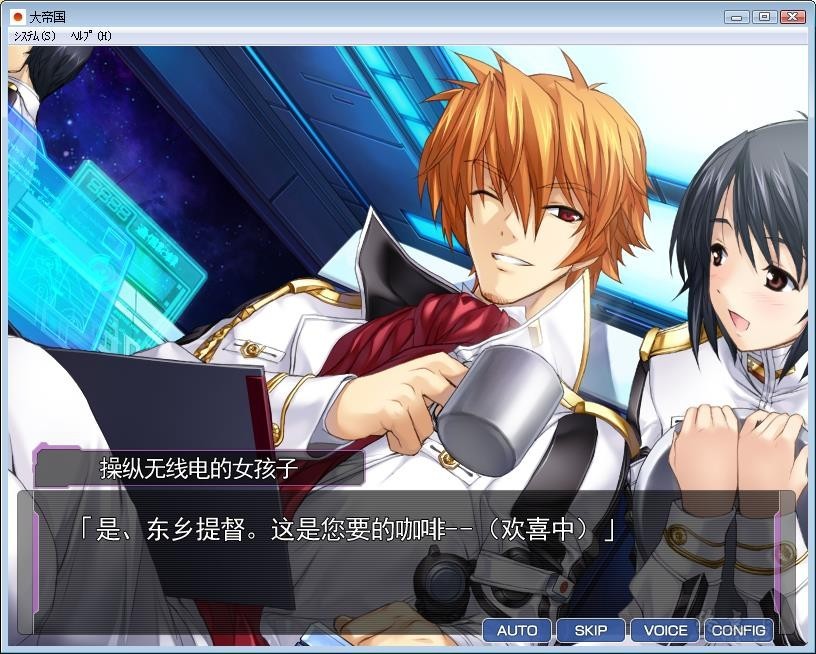 大帝国
システム(S) ヘルプ(H)
操纵无线电的女孩子
「是、东乡提督。这是您要的咖啡--（欢喜中）」
AUTO SKIP VOICE CONFIG